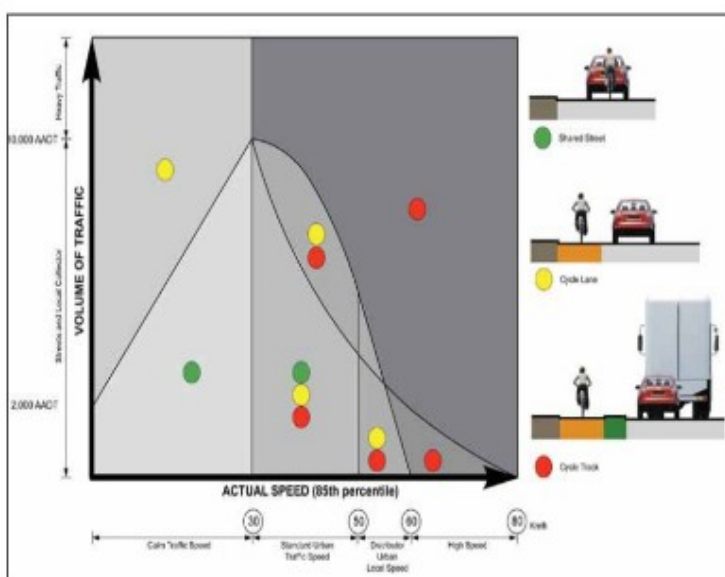 Heavy Traffic
10,000 AADT
Streets and Local Collector
VOLUME OF TRAFFIC
2,000 AADT
ACTUAL SPEED (85th percentile)
30
50
60
80
Km/h
Calm Traffic Speed
Standard Urban
Traffic Speed
Distributor
Urban
Local Speed
High Speed
Shared Street
Cycle Lane
Cycle Track